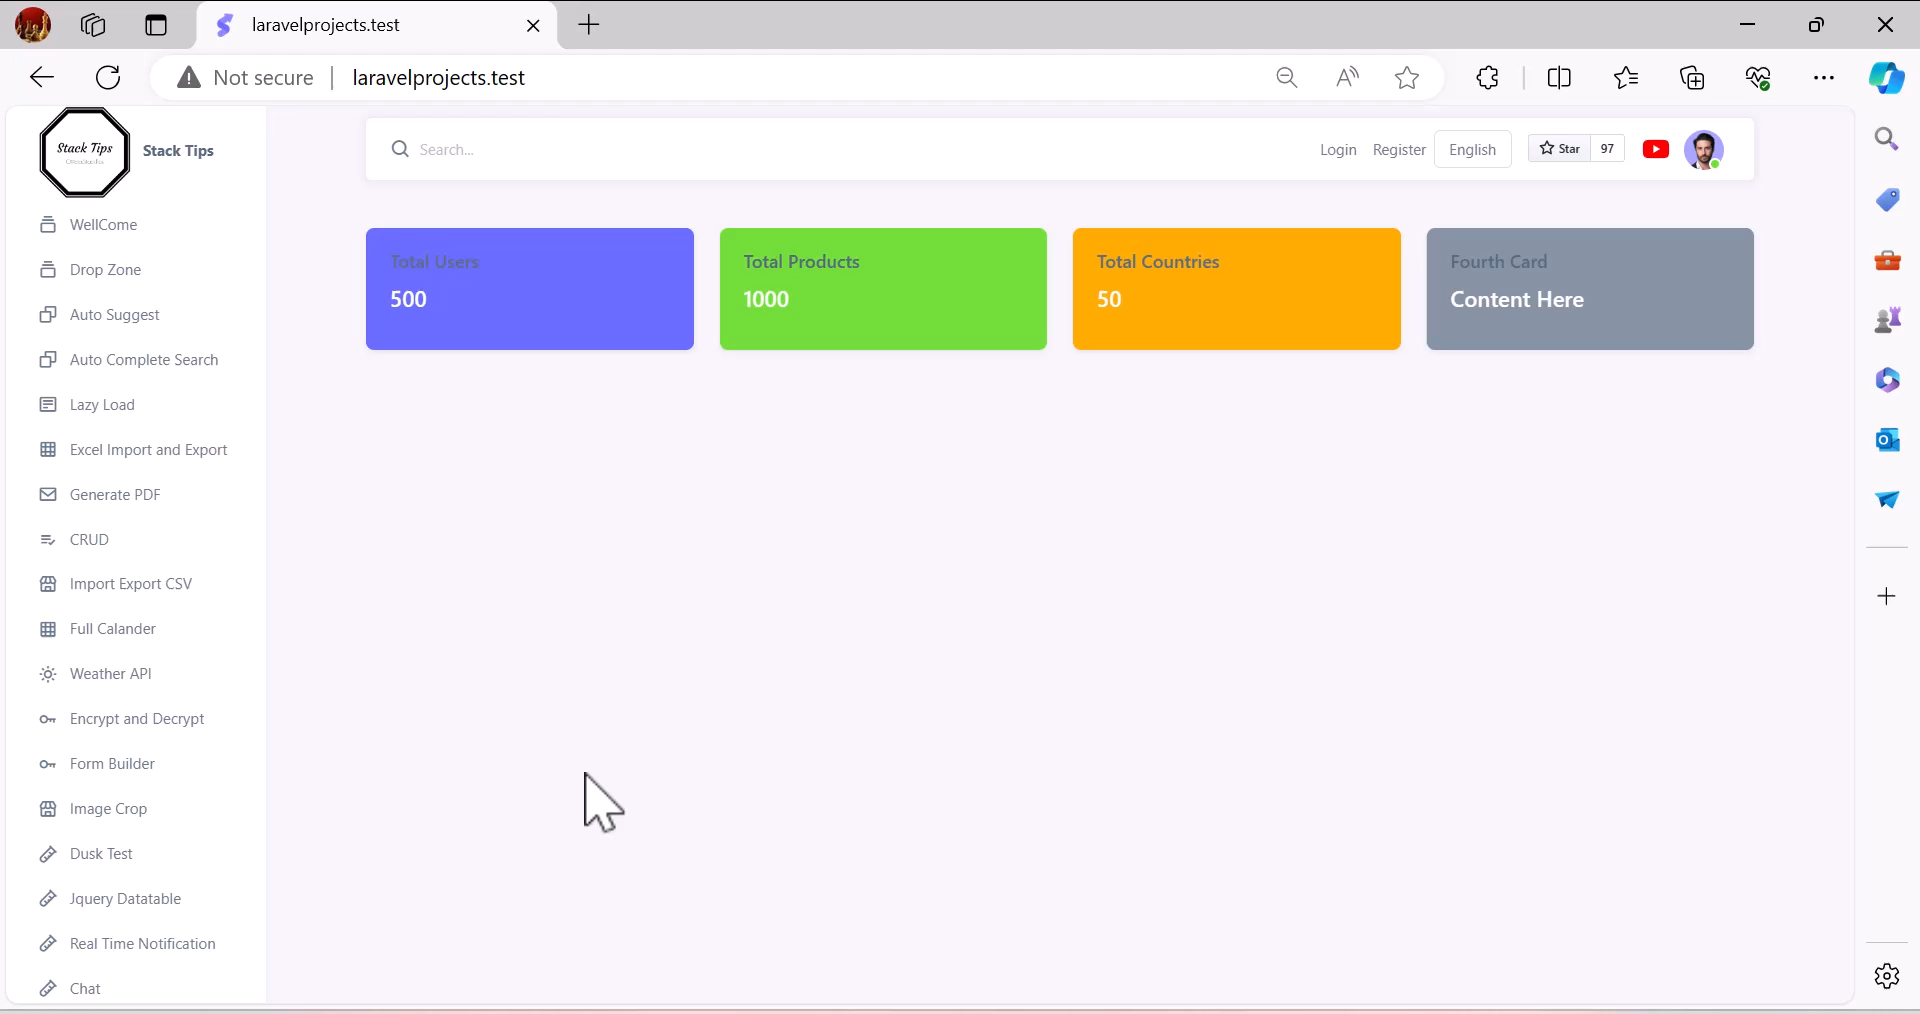 laravelprojects.test
Not secure
laravelprojects.test
Stack Tips
Stack Tips
Search...
Login
Register
English
Star
97
WellCome
Drop Zone
Auto Suggest
Auto Complete Search
Lazy Load
Excel Import and Export
Generate PDF
CRUD
Import Export CSV
Full Calander
Weather API
Encrypt and Decrypt
Form Builder
Image Crop
Dusk Test
Jquery Datatable
Real Time Notification
Chat
Total Users
500
Total Products
1000
Total Countries
50
Fourth Card
Content Here